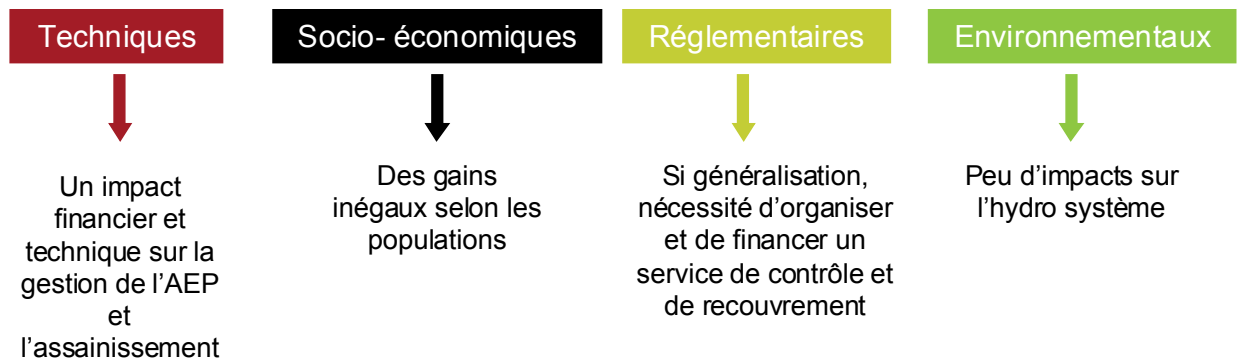 Techniques
Un impact
financier et
technique sur la
gestion de l'AEP
et
l'assainissement
Socio- économiques
Des gains
inégaux selon les
populations
Réglementaires
Si généralisation,
nécessité d'organiser
et de financer un
service de contrôle et
de recouvrement
Environnementaux
Peu d'impacts sur
l'hydro système